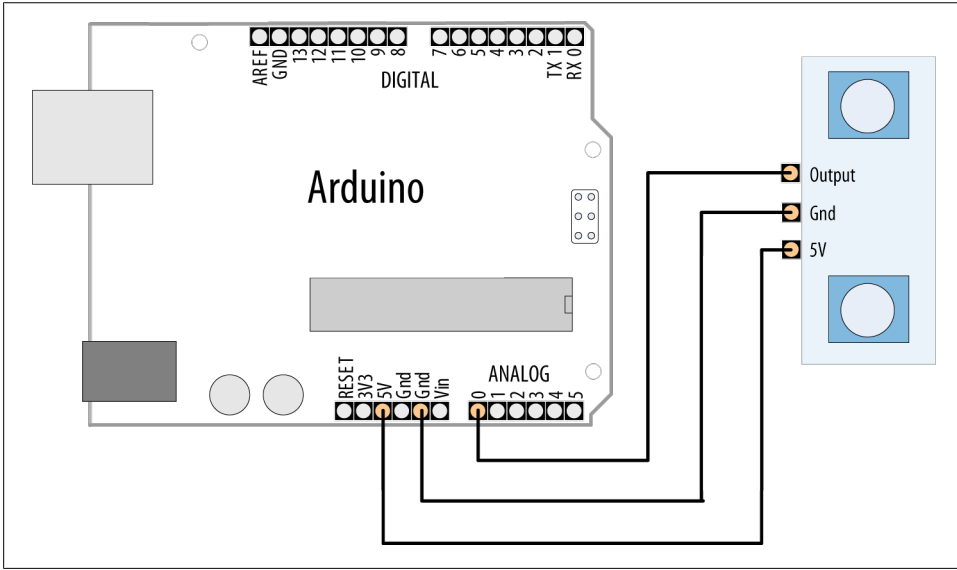 AREF
GND
13
12
11
10
9
8
7
6
5
4
3
2
TX 1
RX 0
DIGITAL
Arduino
Output
Gnd
5V
RESET
3V3
5V
Gnd
Gnd
Vin
ANALOG
0
1
2
3
4
5